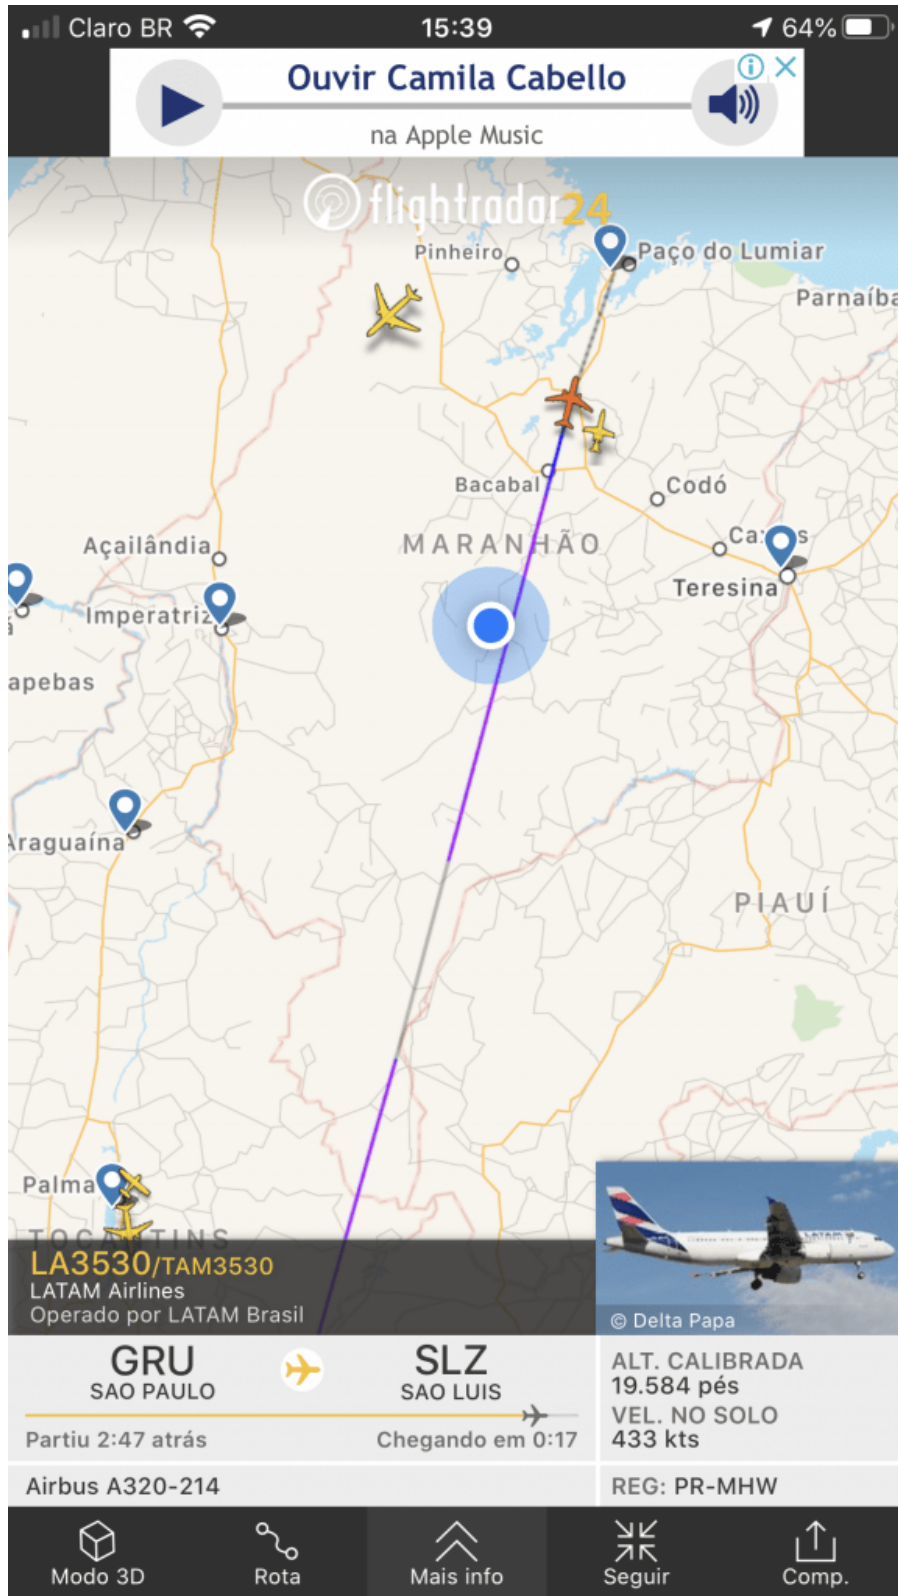 Claro BR
15:39
64%
Ouvir Camila Cabello
na Apple Music
flightradar24
Pinheiro
Paço do Lumiar
Parnaíba
Bacabal
Codó
MARANHÃO
Açailândia
Teresina
Imperatriz
apebas
Araguaína
PIAUÍ
Palma
TOCANTINS
LA3530/TAM3530
LATAM Airlines
Operado por LATAM Brasil
LATAM
© Delta Papa
GRU
SAO PAULO
SLZ
SAO LUIS
Partiu 2:47 atrás
Chegando em 0:17
ALT. CALIBRADA
19.584 pés
VEL. NO SOLO
433 kts
Airbus A320-214
REG: PR-MHW
Modo 3D
Rota
Mais info
Seguir
Comp.